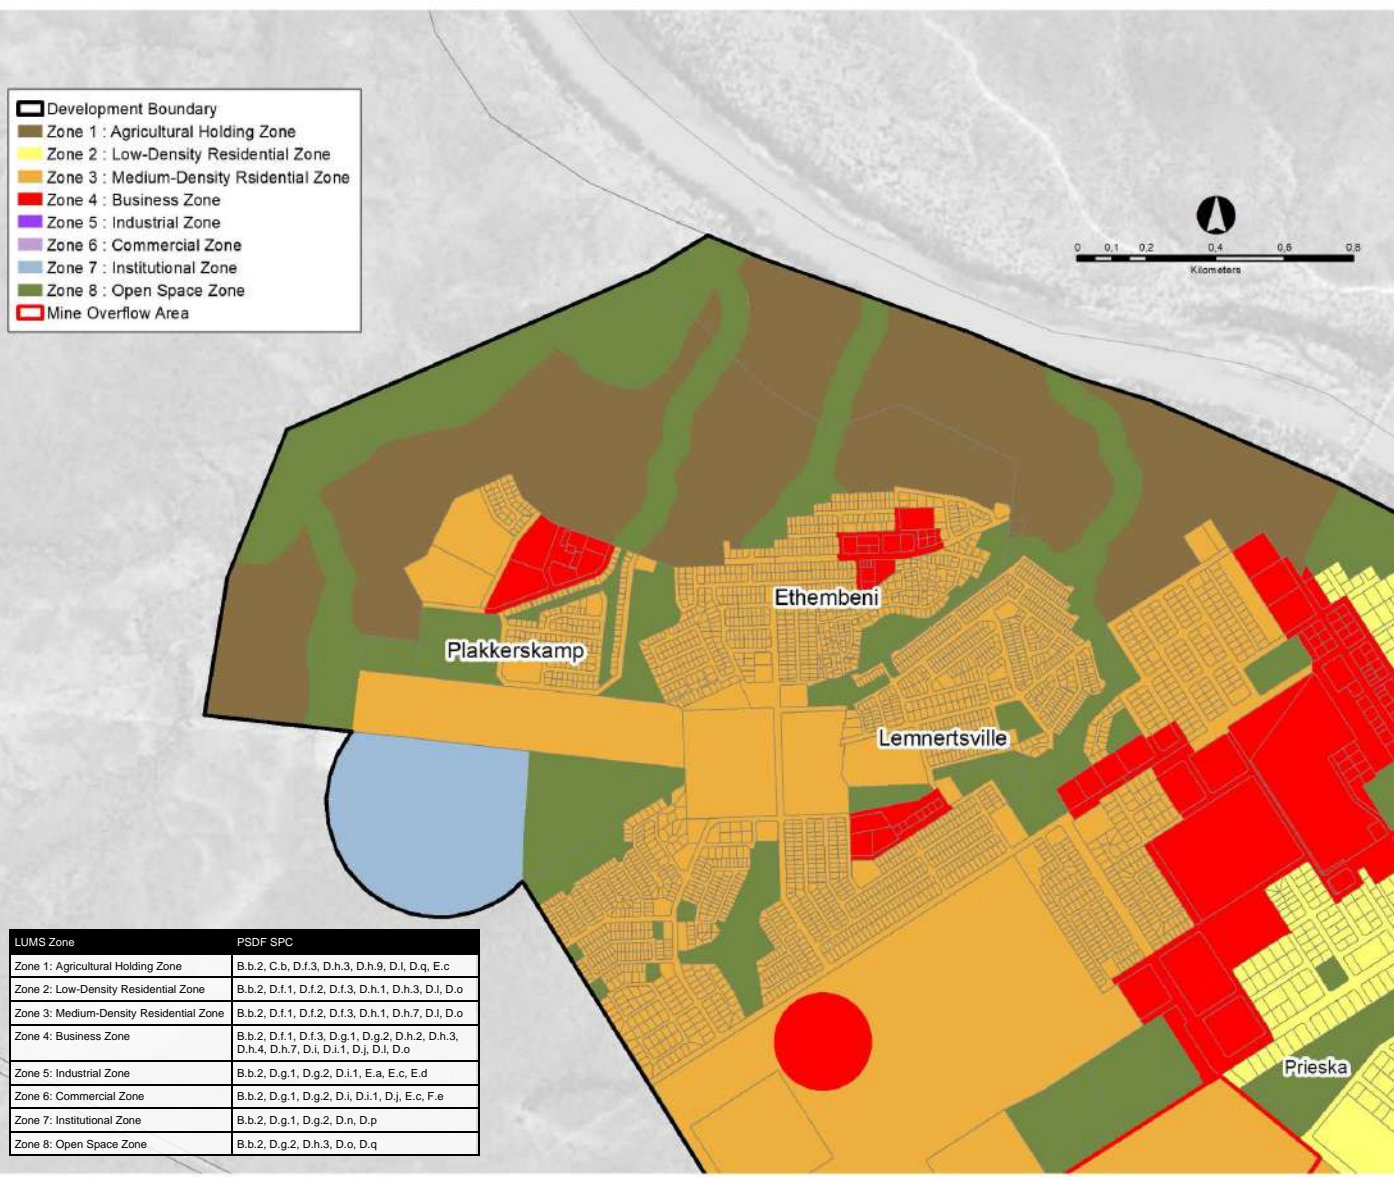 Development Boundary
Zone 1 : Agricultural Holding Zone
Zone 2 : Low-Density Residential Zone
Zone 3 : Medium-Density Rsidential Zone
Zone 4 : Business Zone
Zone 5 : Industrial Zone
Zone 6 : Commercial Zone
Zone 7 : Institutional Zone
Zone 8 : Open Space Zone
Mine Overflow Area
0 0,1 0,2 0,4 0,6 0,8
Kilometers
Ethembeni
Plakkerskamp
Lemnertsville
Prieska
LUMS Zone PSDF SPC
Zone 1: Agricultural Holding Zone B.b.2, C.b, D.f.3, D.h.3, D.h.9, D.l, D.q, E.c
Zone 2: Low-Density Residential Zone B.b.2, D.f.1, D.f.2, D.f.3, D.h.1, D.h.3, D.l, D.o
Zone 3: Medium-Density Residential Zone B.b.2, D.f.1, D.f.2, D.f.3, D.h.1, D.h.7, D.l, D.o
Zone 4: Business Zone B.b.2, D.f.1, D.f.3, D.g.1, D.g.2, D.h.2, D.h.3,
D.h.4, D.h.7, D.i, D.i.1, D.j, D.l, D.o
Zone 5: Industrial Zone B.b.2, D.g.1, D.g.2, D.i.1, E.a, E.c, E.d
Zone 6: Commercial Zone B.b.2, D.g.1, D.g.2, D.i, D.i.1, D.j, E.c, F.e
Zone 7: Institutional Zone B.b.2, D.g.1, D.g.2, D.n, D.p
Zone 8: Open Space Zone B.b.2, D.g.2, D.h.3, D.o, D.q